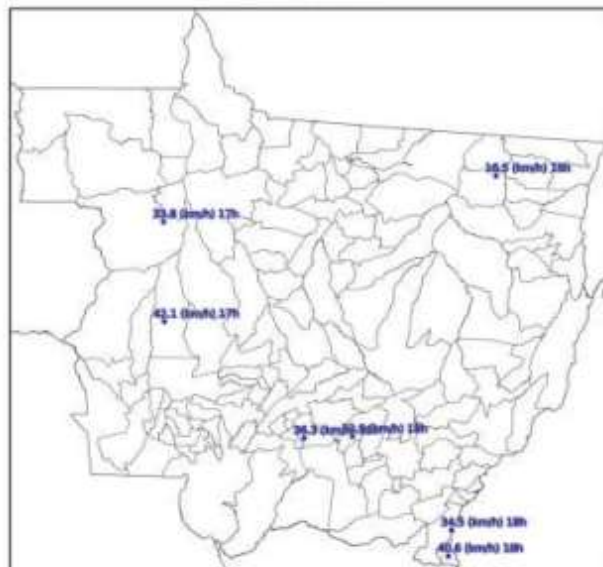 36.5 (km/h) 18h
33.8 (km/h) 17h
42.1 (km/h) 17h
36.3 (km/h)
(km/h) 18h
34.5 (km/h) 18h
40.6 (km/h) 18h